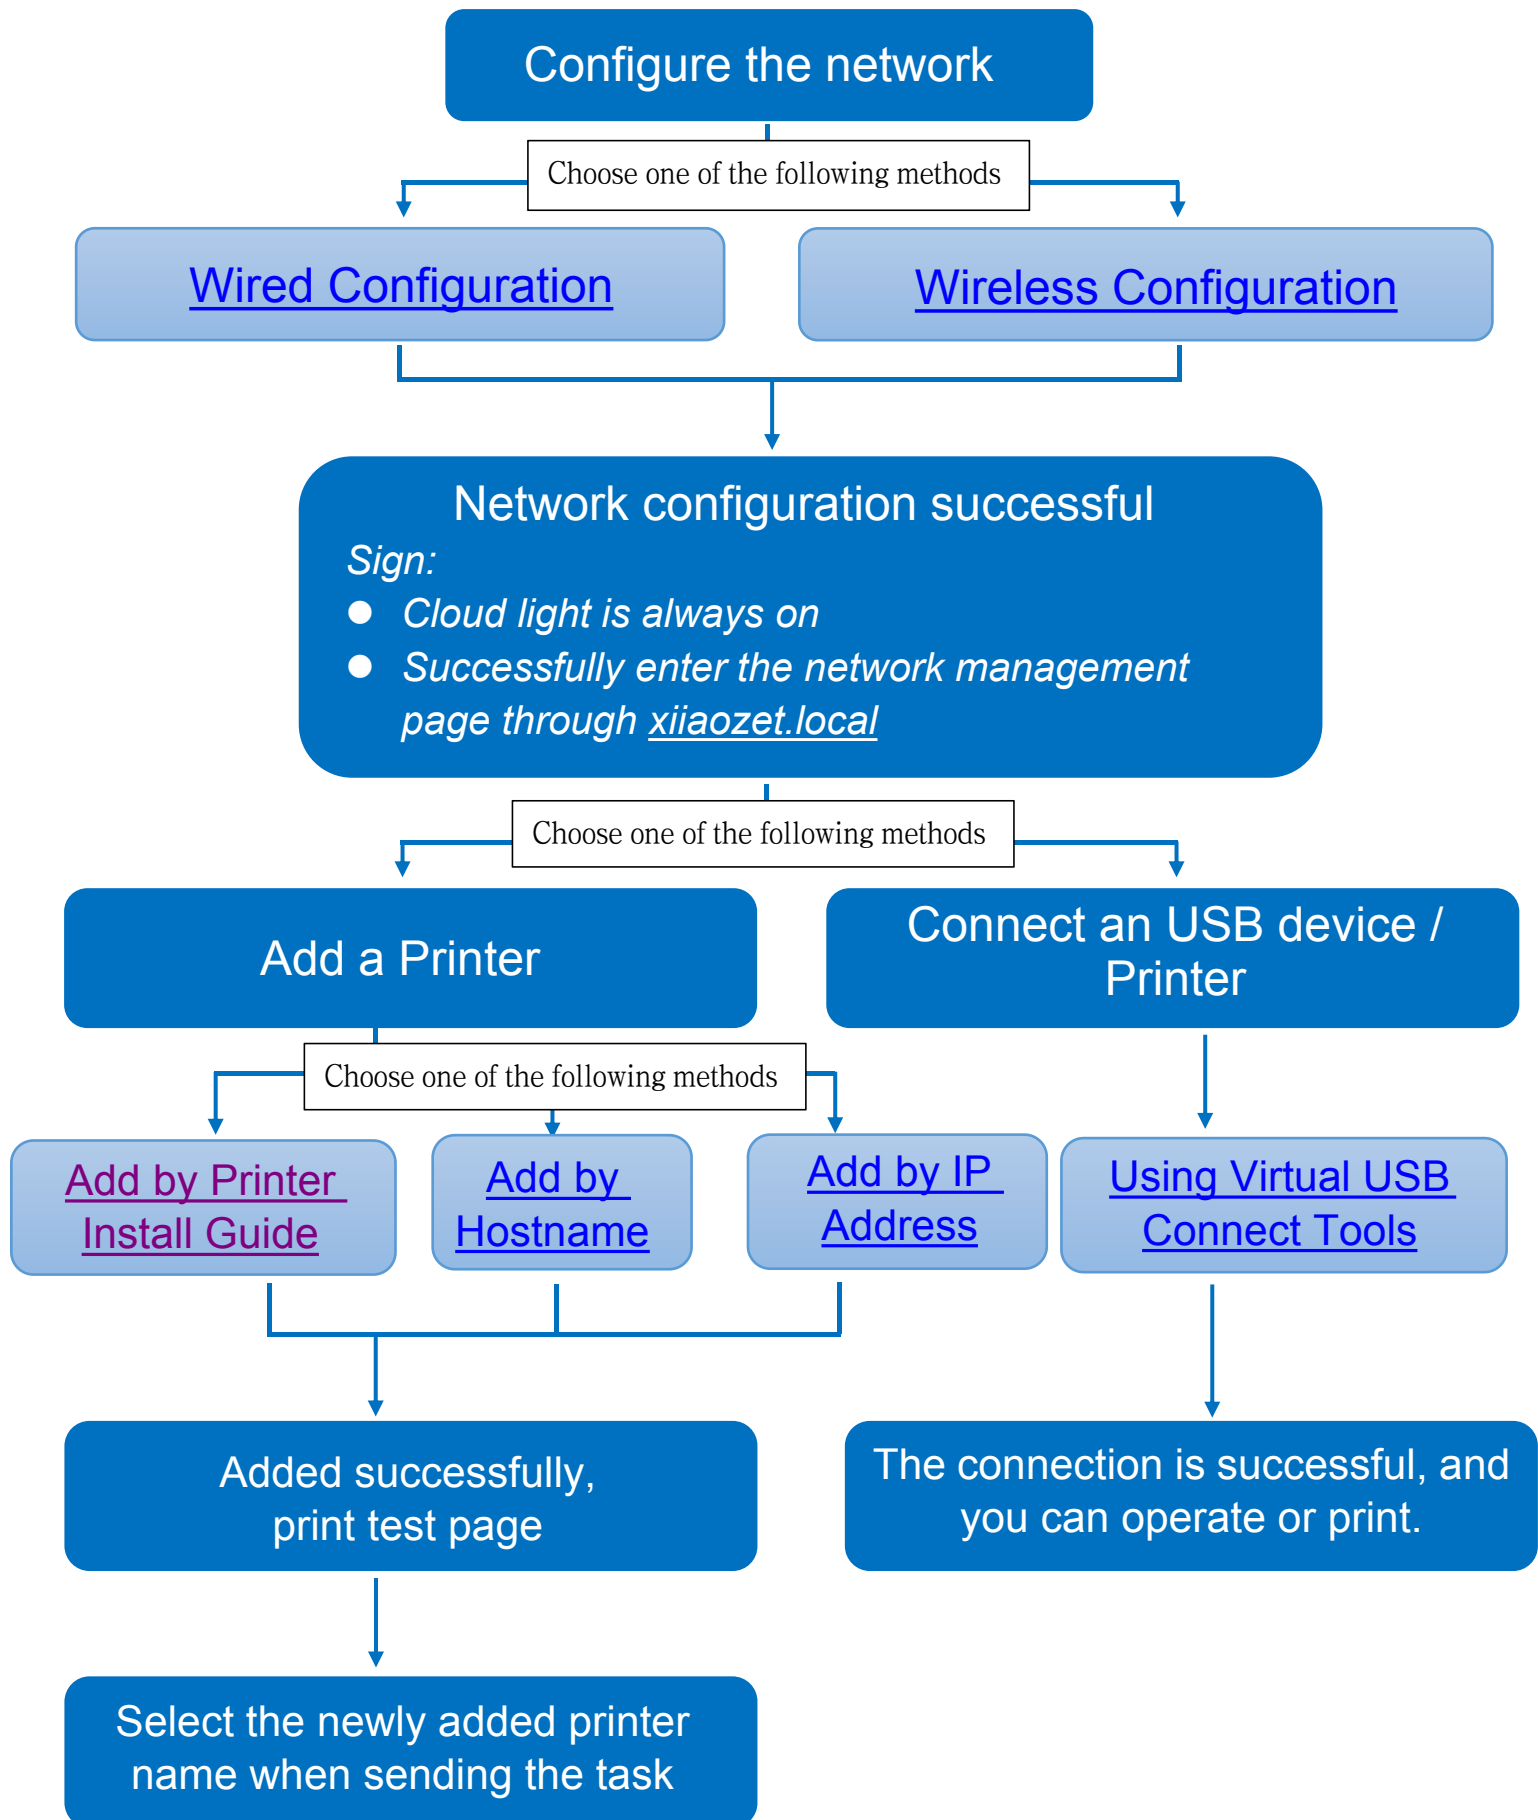 Configure the network
Choose one of the following methods
Wired Configuration
Wireless Configuration
Network configuration successful
Sign:
● Cloud light is always on
● Successfully enter the network management
page through xiiaozet.local
Choose one of the following methods
Add a Printer
Connect an USB device /
Printer
Choose one of the following methods
Add by Printer
Install Guide
Add by
Hostname
Add by IP
Address
Using Virtual USB
Connect Tools
Added successfully,
print test page
The connection is successful, and
you can operate or print.
Select the newly added printer
name when sending the task